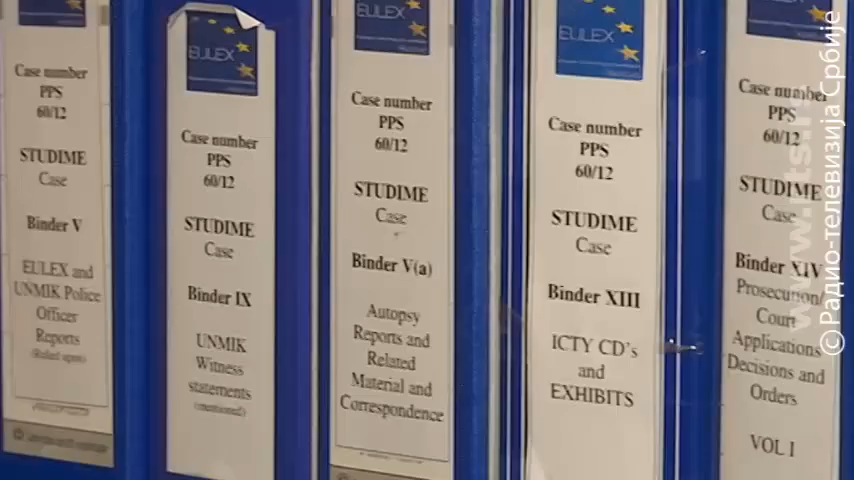 Case number
PPS
60/12
STUDIME
Case
Binder V
EULEX and
UNMIK Police
Officer
Reports
(Relied upon)
EULEX
Case number
PPS
60/12
STUDIME
Case
Binder IX
UNMIK
Witness
statements
(mentioned)
EULEX
Case number
PPS
60/12
STUDIME
Case
Binder V(a)
Autopsy
Reports and
Related
Material and
Correspondence
EULEX
Case number
PPS
60/12
STUDIME
Case
Binder XIII
ICTY CD's
and
EXHIBITS
Case number
PPS
60/12
STUDIME
Case
Binder XIV
Prosecution/
Court
Applications
Decisions and
Orders
VOL I
© Радио-телевизија Србије